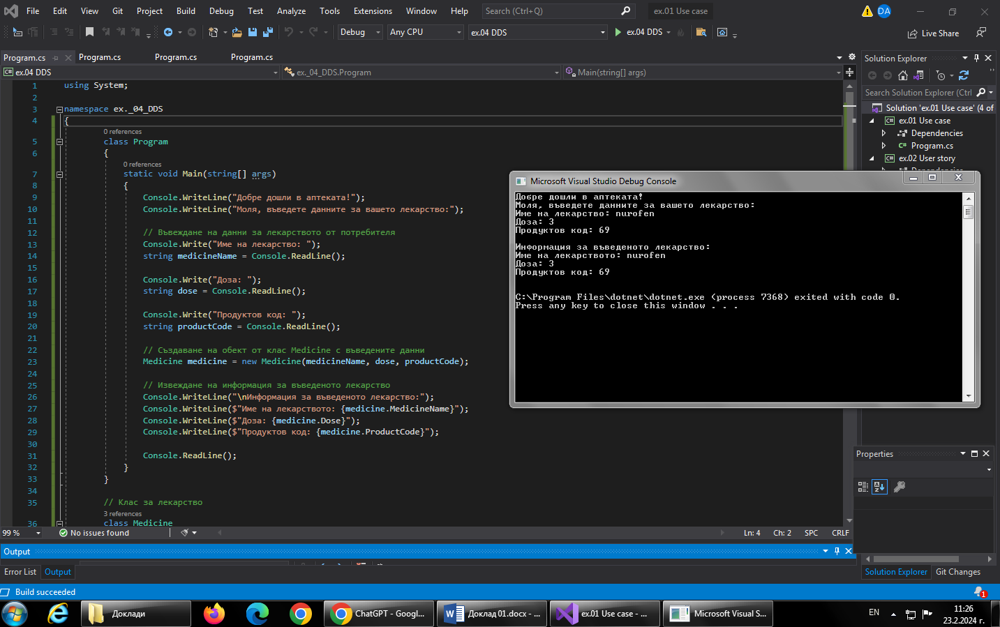 File Edit View Git Project Build Debug Test Analyze Tools Extensions Window Help Search (Ctrl+Q) ex.01 Use case DA
Debug Any CPU ex.04 DDS ex.04 DDS Live Share
Program.cs Program.cs Program.cs Program.cs
C# ex.04 DDS ex._04_DDS.Program Main(string[] args)
1 using System;
2
3 namespace ex._04_DDS
4 {
0 references
5 class Program
6 {
0 references
7 static void Main(string[] args)
8 {
9 Console.WriteLine("Добре дошли в аптеката!");
10 Console.WriteLine("Моля, въведете данните за вашето лекарство:");
11
12 // Въвеждане на данни за лекарството от потребителя
13 Console.Write("Име на лекарство: ");
14 string medicineName = Console.ReadLine();
15
16 Console.Write("Доза: ");
17 string dose = Console.ReadLine();
18
19 Console.Write("Продуктов код: ");
20 string productCode = Console.ReadLine();
21
22 // Създаване на обект от клас Medicine с въведените данни
23 Medicine medicine = new Medicine(medicineName, dose, productCode);
24
25 // Извеждане на информация за въведеното лекарство
26 Console.WriteLine("\nИнформация за въведеното лекарство:");
27 Console.WriteLine($"Име на лекарството: {medicine.MedicineName}");
28 Console.WriteLine($"Доза: {medicine.Dose}");
29 Console.WriteLine($"Продуктов код: {medicine.ProductCode}");
30
31 Console.ReadLine();
32 }
33 }
34
35 // Клас за лекарство
3 references
36 class Medicine
99 % No issues found Ln: 4 Ch: 2 SPC CRLF
Microsoft Visual Studio Debug Console
Добре дошли в аптеката!
Моля, въведете данните за вашето лекарство:
Име на лекарство: nurofen
Доза: 3
Продуктов код: 69
Информация за въведеното лекарство:
Име на лекарството: nurofen
Доза: 3
Продуктов код: 69
C:\Program Files\dotnet\dotnet.exe (process 7368) exited with code 0.
Press any key to close this window . . .
Solution Explorer
Search Solution Explorer (Ctrl
Solution 'ex.01 Use case' (4 of
C# ex.01 Use case
Dependencies
C# Program.cs
C# ex.02 User story
Properties
Solution Explorer Git Changes
Output
Error List Output
Build succeeded 1
Доклади ChatGPT - Googl... Доклад 01.docx - ... ex.01 Use case - ... Microsoft Visual S... EN 11:26
23.2.2024 г.